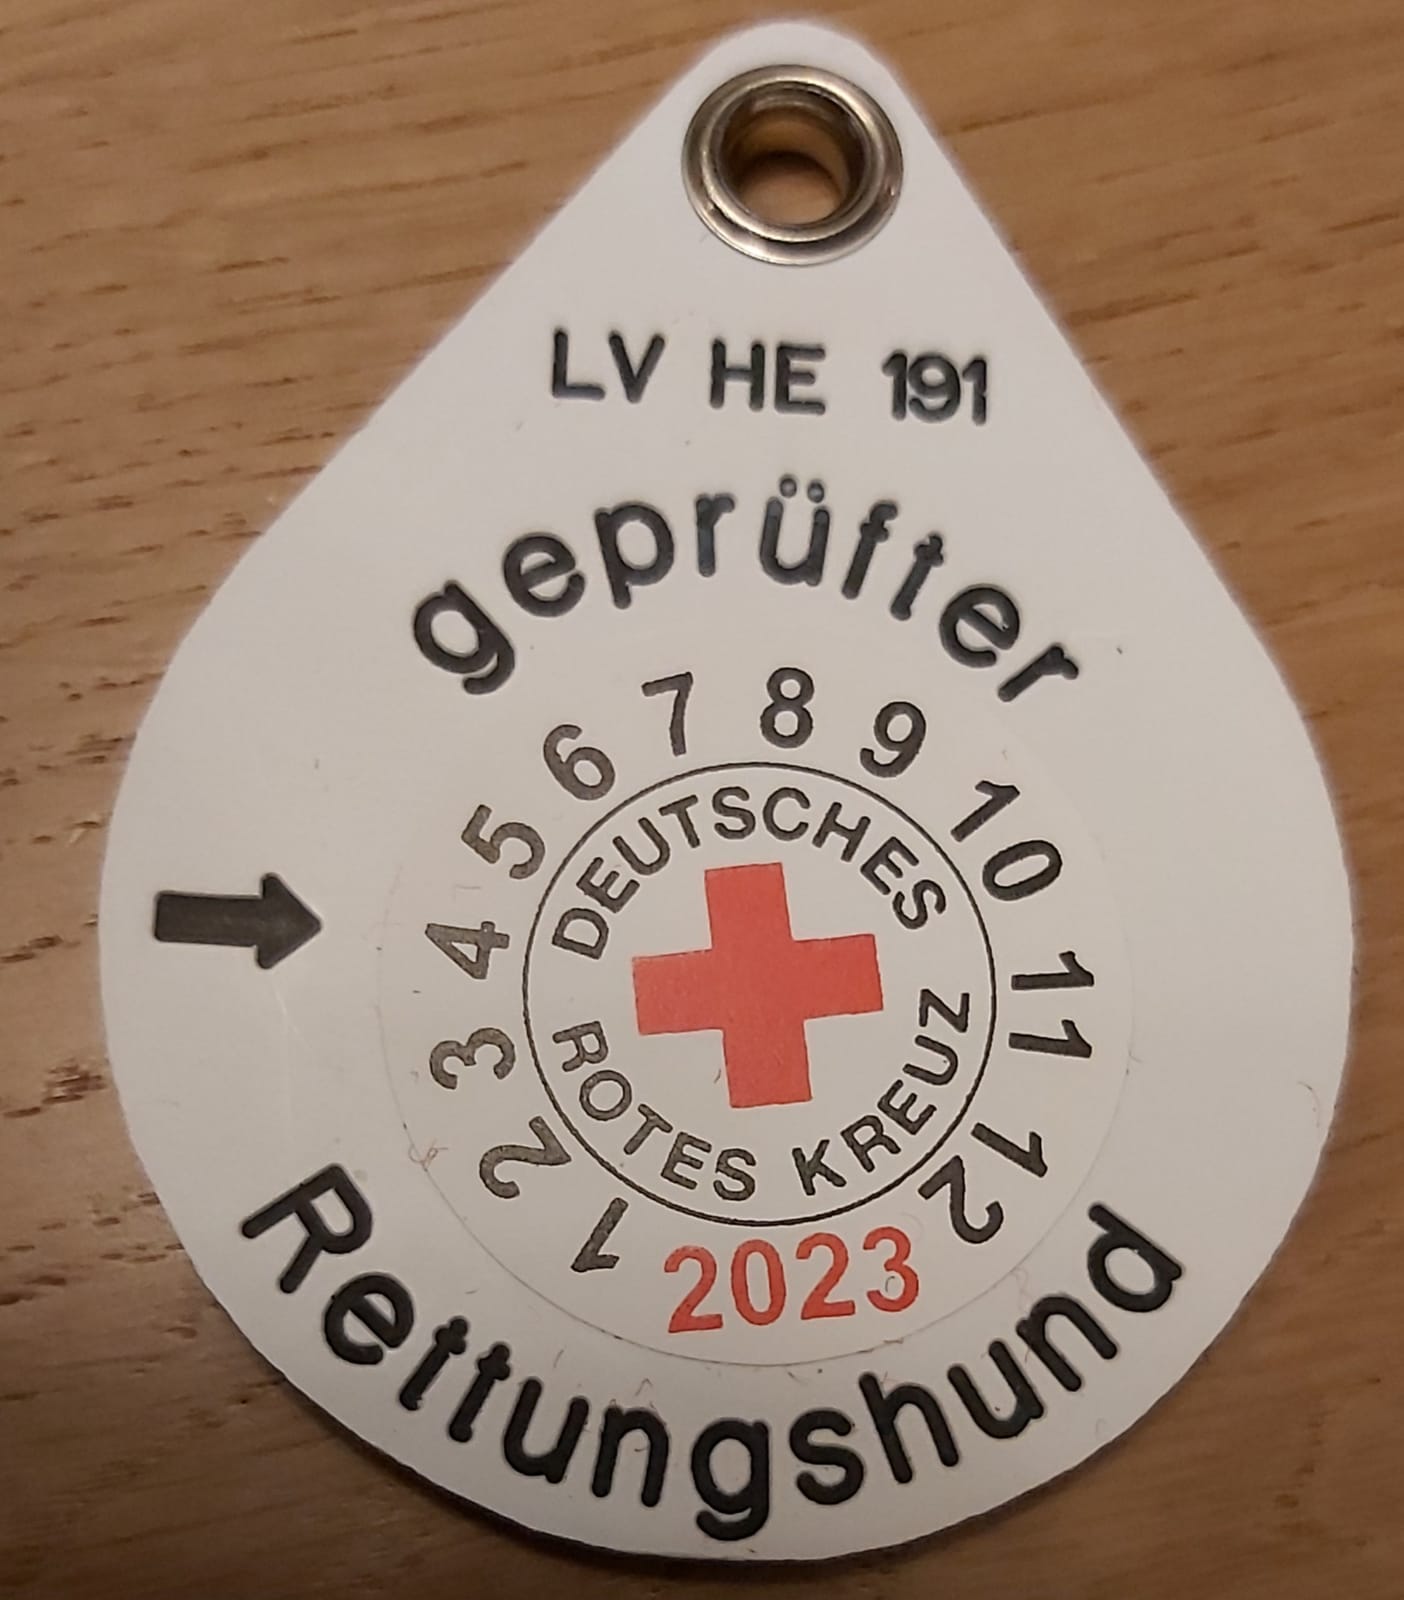 LV HE 191
geprüfter
1 2 3 4 5 6 7 8 9 10 11 12
DEUTSCHES
ROTES KREUZ
2023
Rettungshund